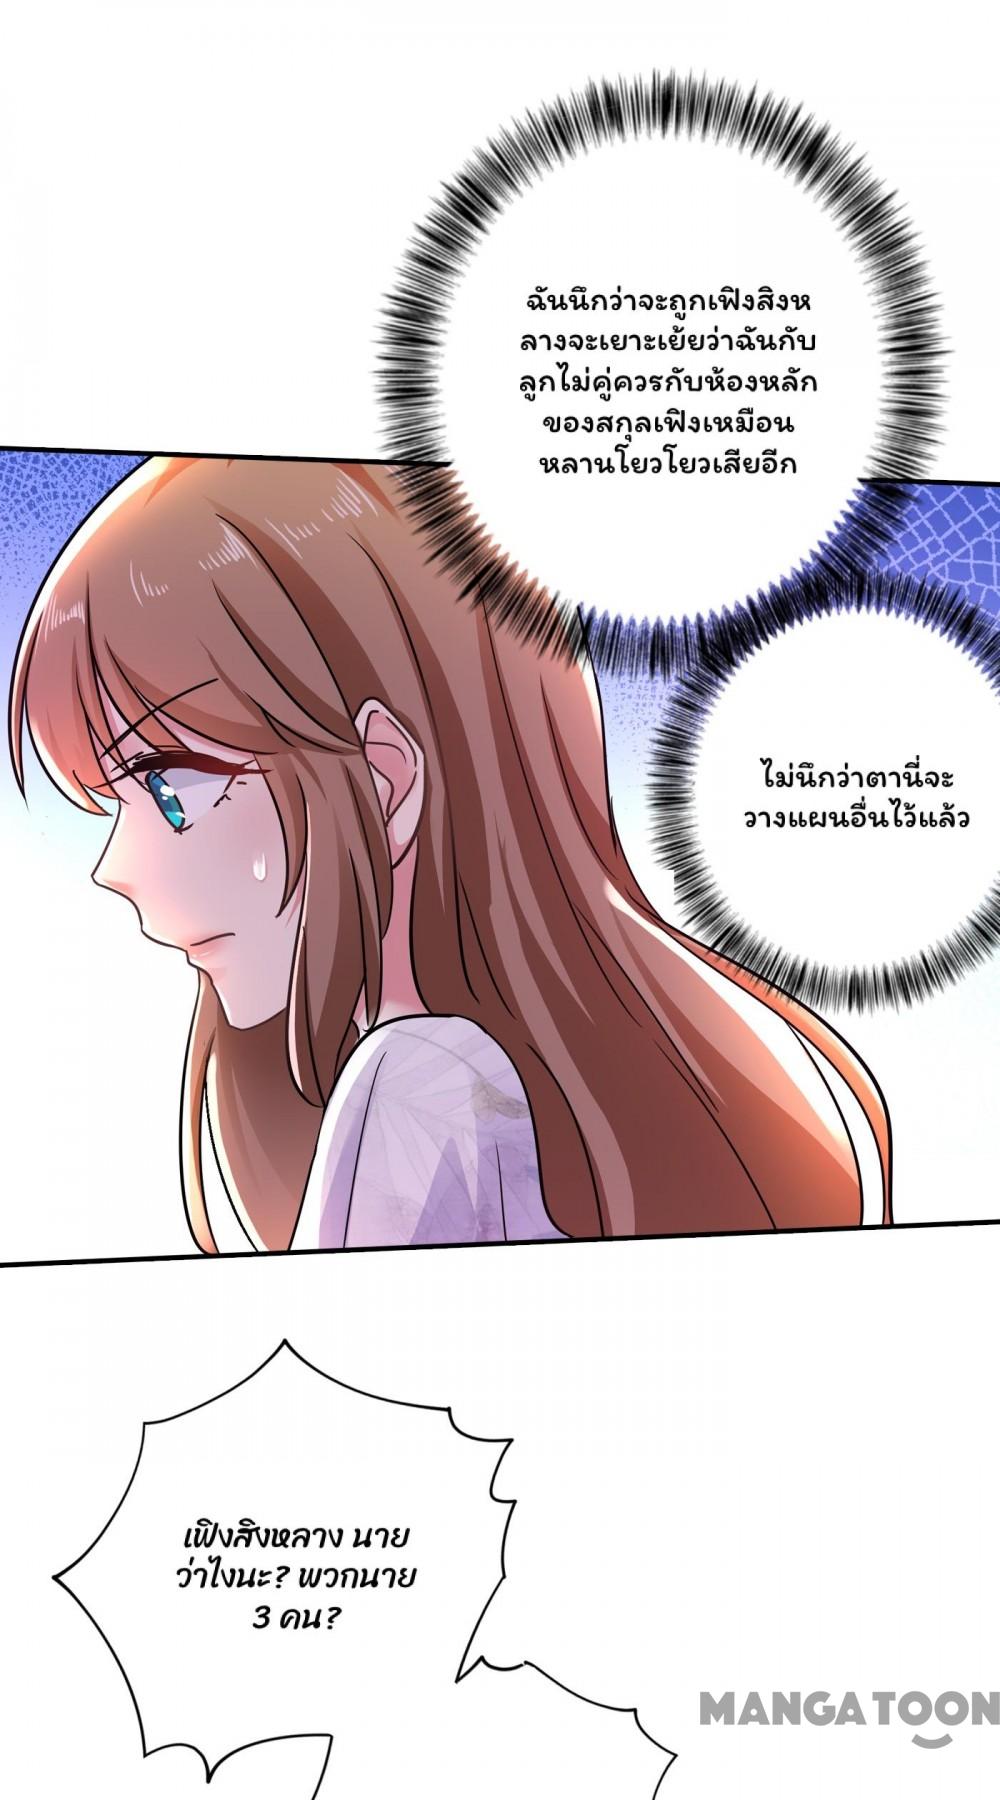 ฉันนึกว่าจะถูกเฟิงสิงห
ลางจะเยาะเย้ยว่าฉันกับ
ลูกไม่คู่ควรกับห้องหลัก
ของสกุลเฟิงเหมือน
หลานโยวโยวเสียอีก
ไม่นึกว่าตานี่จะ
วางแผนอื่นไว้แล้ว
เฟิงสิงหลาง นาย
ว่าไงนะ? พวกนาย
3 คน?
MANGATOON